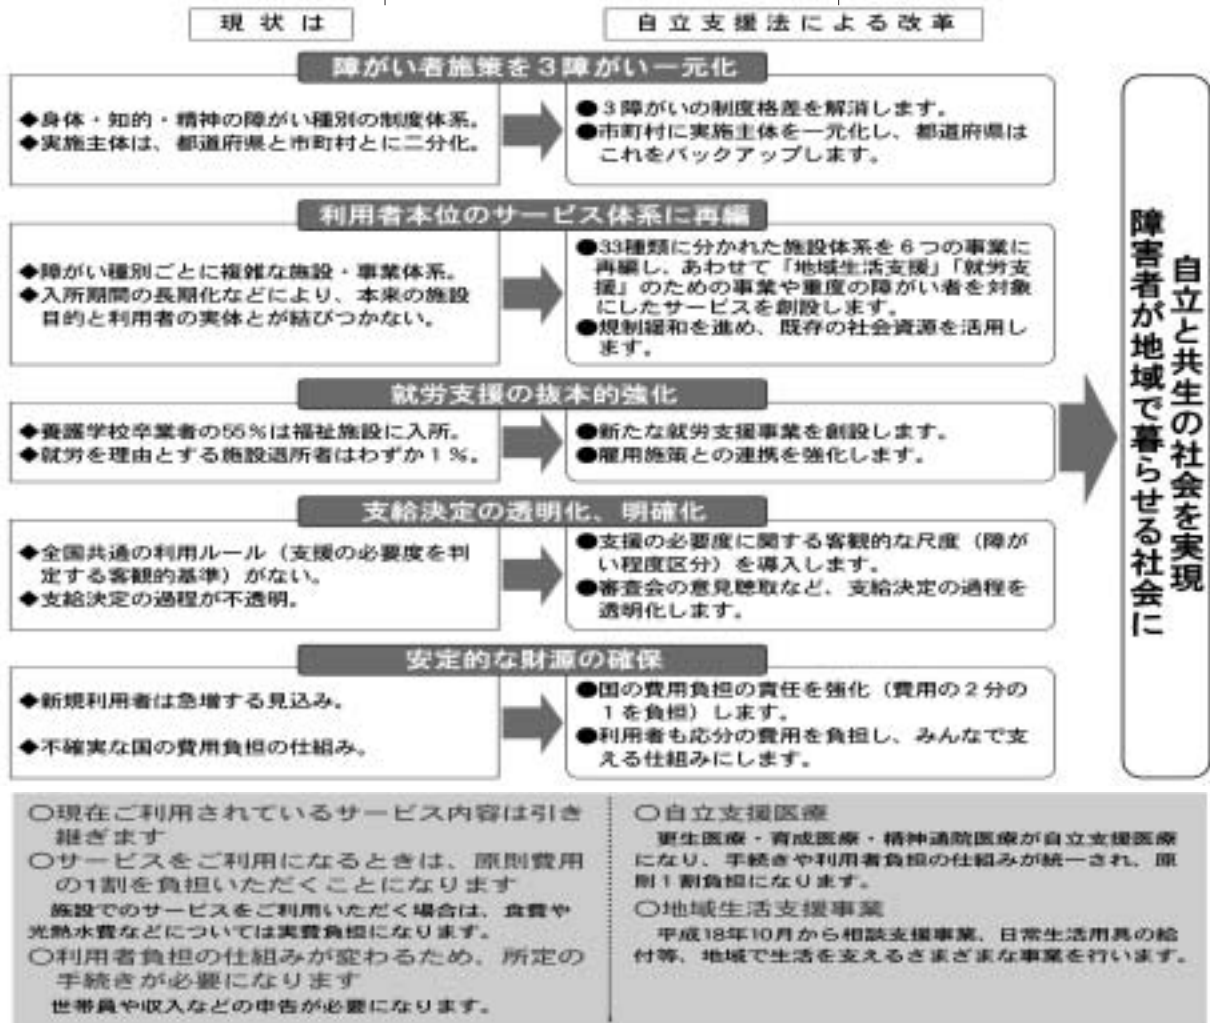 現状は
自立支援法による改革
障がい者施策を３障がい一元化
◆身体・知的・精神の障がい種別の制度体系。
◆実施主体は、都道府県と市町村とに二分化。
●３障がいの制度格差を解消します。
●市町村に実施主体を一元化し、都道府県は
これをバックアップします。
利用者本位のサービス体系に再編
◆障がい種別ごとに複雑な施設・事業体系。
◆入所期間の長期化などにより、本来の施設
目的と利用者の実体とが結びつかない。
●33種類に分かれた施設体系を６つの事業に
再編し、あわせて「地域生活支援」「就労支
援」のための事業や重度の障がい者を対象
にしたサービスを創設します。
●規制緩和を進め、既存の社会資源を活用し
ます。
就労支援の抜本的強化
◆養護学校卒業者の55％は福祉施設に入所。
◆就労を理由とする施設退所者はわずか１％。
●新たな就労支援事業を創設します。
●雇用施策との連携を強化します。
支給決定の透明化、明確化
◆全国共通の利用ルール（支援の必要度を判
定する客観的基準）がない。
◆支給決定の過程が不透明。
●支援の必要度に関する客観的な尺度（障が
い程度区分）を導入します。
●審査会の意見聴取など、支給決定の過程を
透明化します。
安定的な財源の確保
◆新規利用者は急増する見込み。
◆不確実な国の費用負担の仕組み。
●国の費用負担の責任を強化（費用の２分の
１を負担）します。
●利用者も応分の費用を負担し、みんなで支
える仕組みにします。
自立と共生の社会を実現
障害者が地域で暮らせる社会に
○現在ご利用されているサービス内容は引き
継ぎます
○サービスをご利用になるときは、原則費用
の1割を負担いただくことになります
施設でのサービスをご利用いただく場合は、食費や
光熱水費などについては実費負担になります。
○利用者負担の仕組みが変わるため、所定の
手続きが必要になります
世帯員や収入などの申告が必要になります。
○自立支援医療
更生医療・育成医療・精神通院医療が自立支援医療
になり、手続きや利用者負担の仕組みが統一され、原
則１割負担になります。
○地域生活支援事業
平成18年10月から相談支援事業、日常生活用具の給
付等、地域で生活を支えるさまざまな事業を行います。